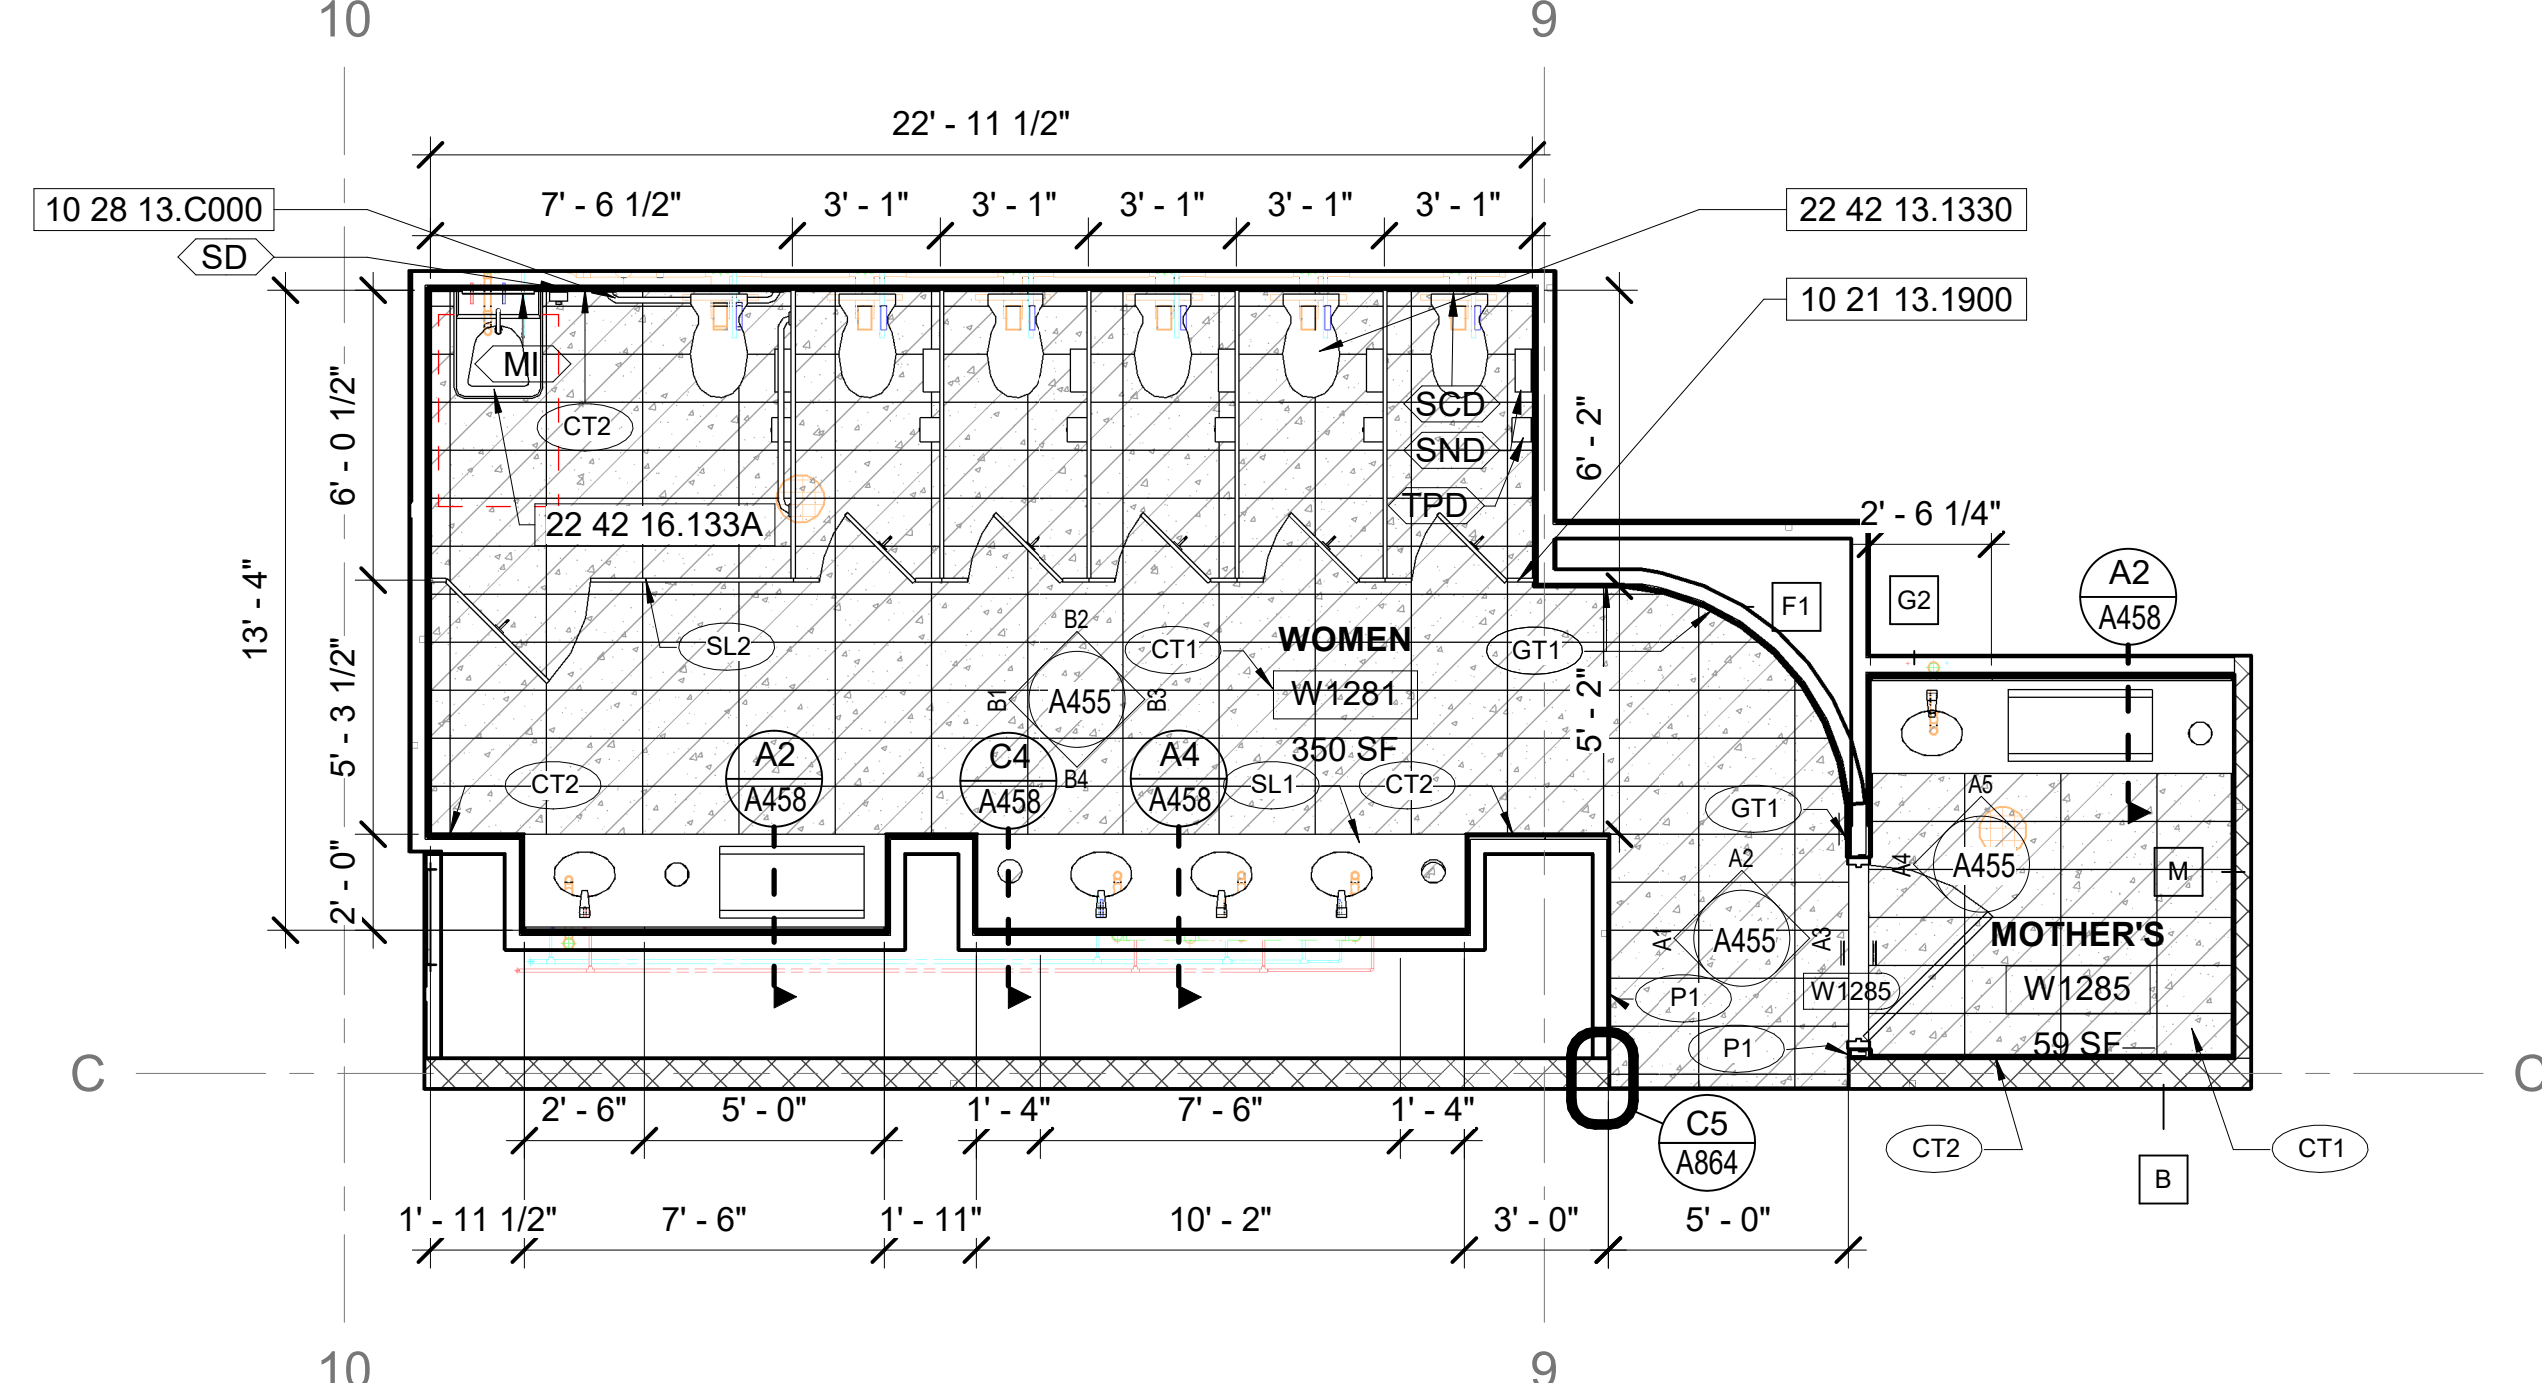 10
9
22' - 11 1/2"
7' - 6 1/2"
3' - 1"
3' - 1"
3' - 1"
3' - 1"
3' - 1"
10 28 13.C000
22 42 13.1330
SD
10 21 13.1900
MI
CT2
SCD
SND
TPD
22 42 16.133A
6' - 0 1/2"
13' - 4"
5' - 3 1/2"
2' - 0"
6' - 2"
5' - 2"
2' - 6 1/4"
F1
G2
A2
A458
SL2
B2
B1
A455
B3
B4
CT1
WOMEN
W1281
350 SF
GT1
CT2
A2
A458
C4
A458
A4
A458
SL1
CT2
GT1
A2
A1
A455
A3
A5
A4
A455
M
MOTHER'S
W1285
59 SF
W1285
P1
P1
C
C
2' - 6"
5' - 0"
1' - 4"
7' - 6"
1' - 4"
C5
A864
CT2
CT1
B
1' - 11 1/2"
7' - 6"
1' - 11"
10' - 2"
3' - 0"
5' - 0"
10
9